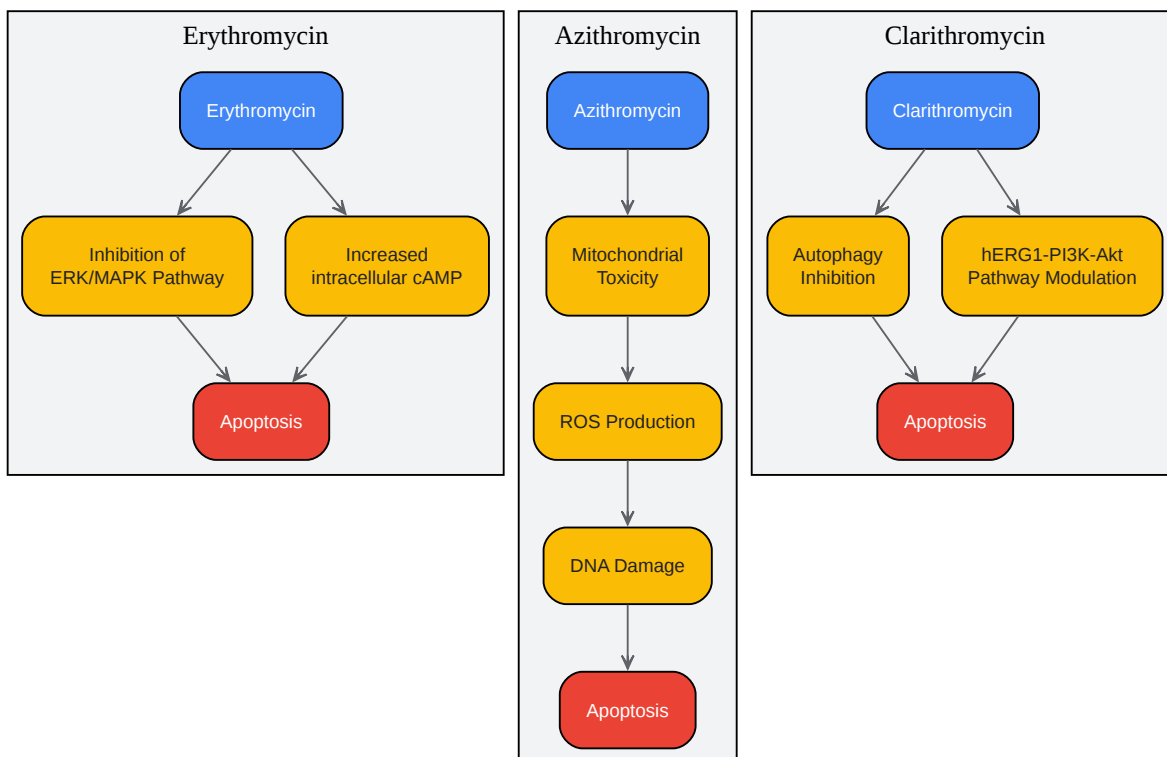 Erythromycin
Erythromycin
Inhibition of
ERK/MAPK Pathway
Increased
intracellular cAMP
Apoptosis
Azithromycin
Azithromycin
Mitochondrial
Toxicity
ROS Production
DNA Damage
Apoptosis
Clarithromycin
Clarithromycin
Autophagy
Inhibition
hERG1-PI3K-Akt
Pathway Modulation
Apoptosis